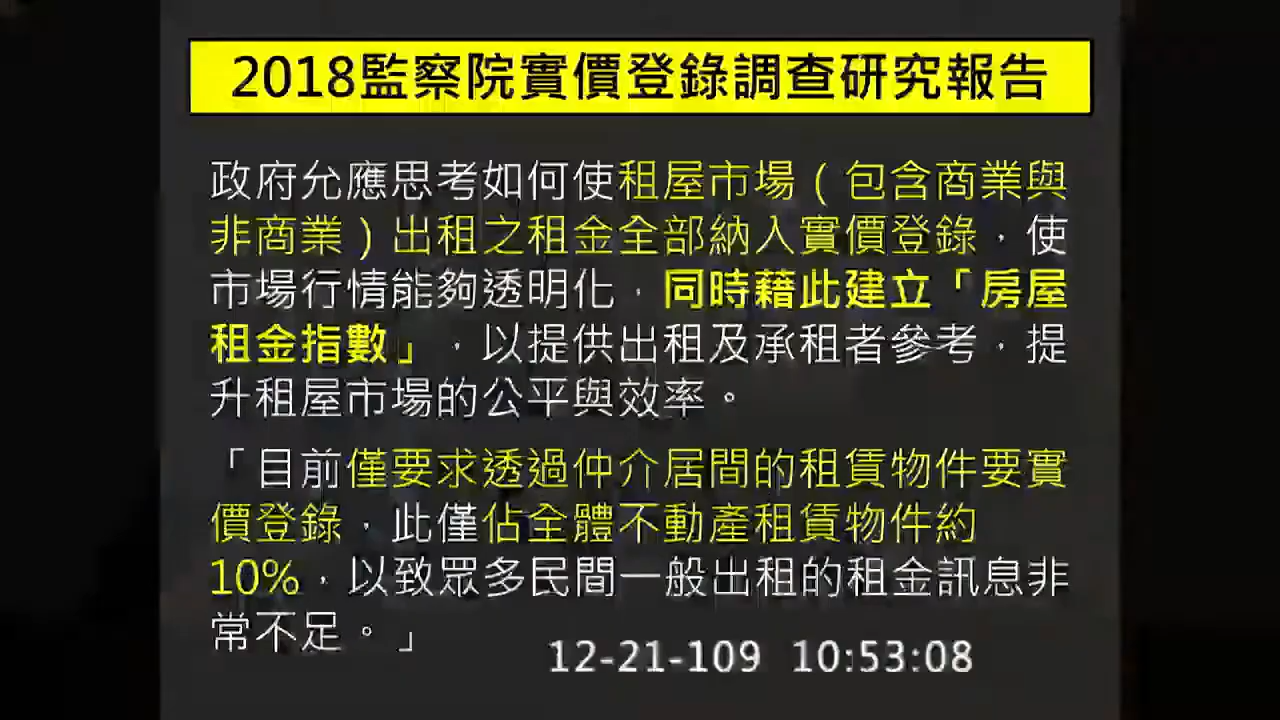 2018監察院實價登錄調查研究報告
政府允應思考如何使租屋市場（包含商業與
非商業）出租之租金全部納入實價登錄，使
市場行情能夠透明化，同時藉此建立「房屋
租金指數」，以提供出租及承租者參考，提
升租屋市場的公平與效率。
「目前僅要求透過仲介居間的租賃物件要實
價登錄，此僅佔全體不動產租賃物件約
10%，以致眾多民間一般出租的租金訊息非
常不足。」
12-21-109 10:53:08